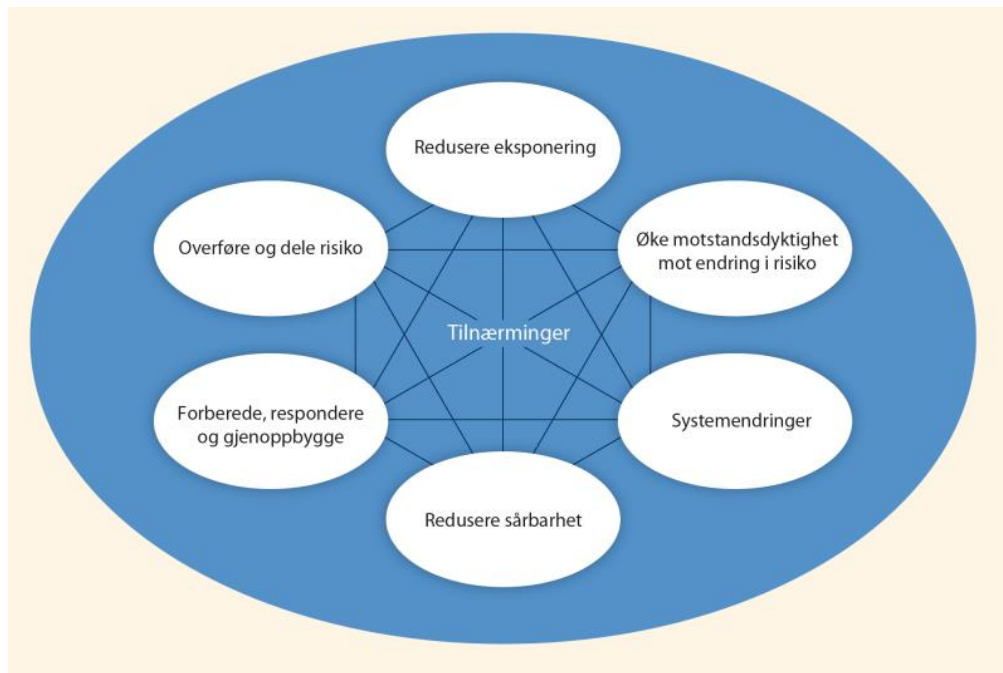 Redusere eksponering
Overføre og dele risiko
Øke motstandsdyktighet
mot endring i risiko
Tilnærminger
Forberede, respondere
og gjenoppbygge
Systemendringer
Redusere sårbarhet